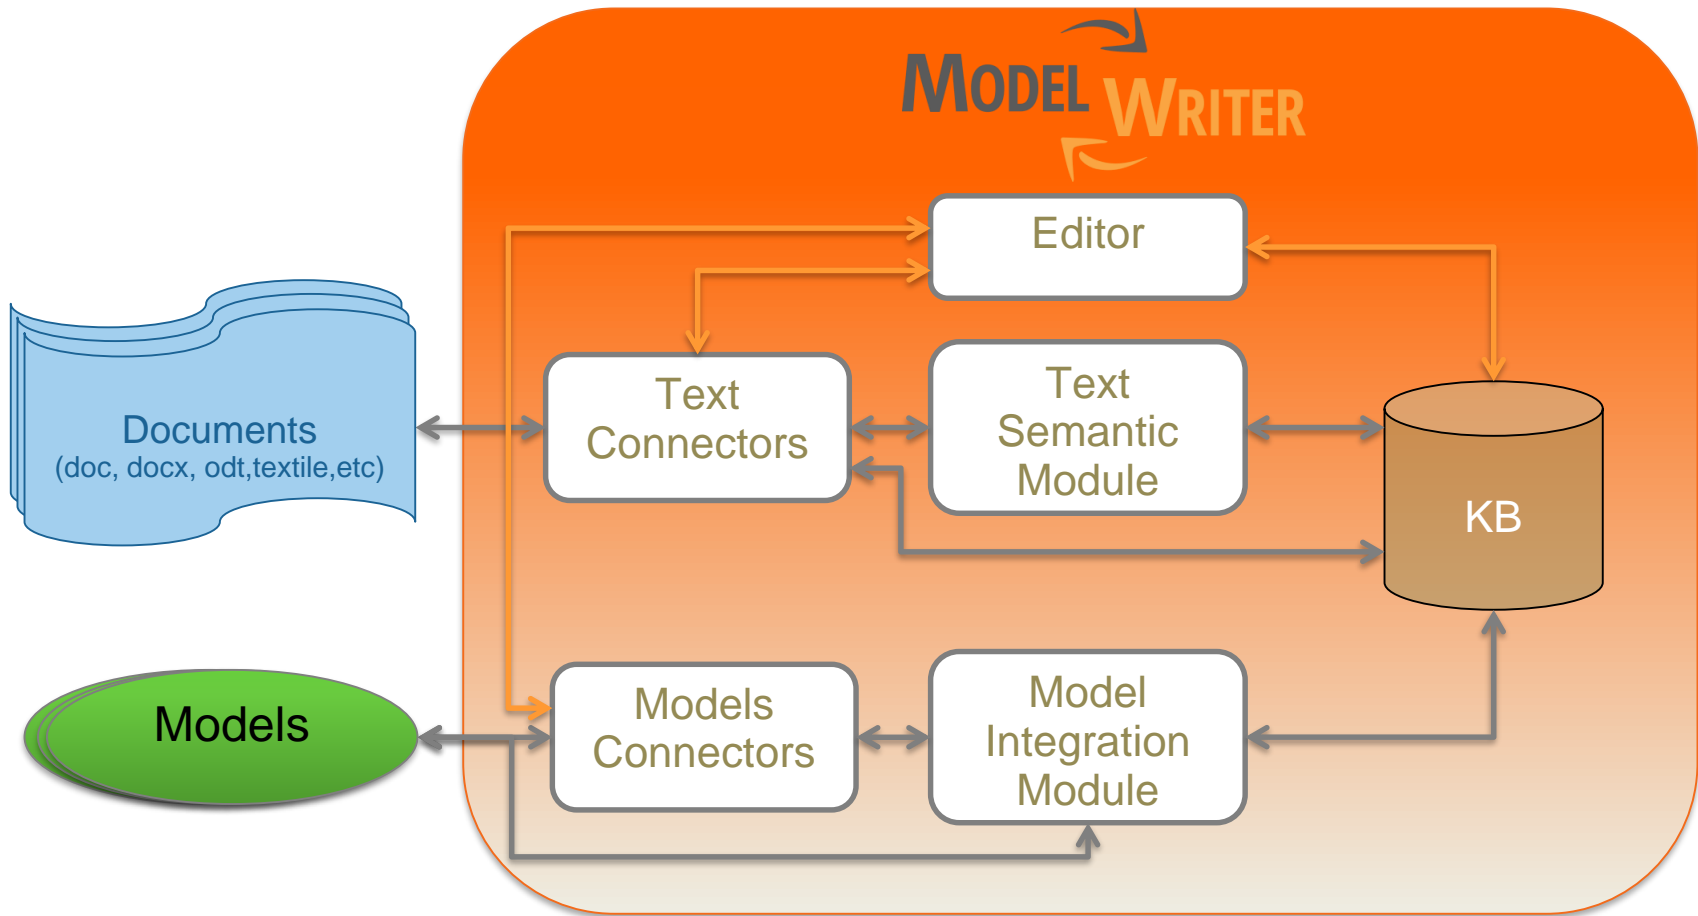 MODEL
WRITER
Editor
Documents
(doc, docx, odt,textile,etc)
Text
Connectors
Text
Semantic
Module
KB
Models
Models
Connectors
Model
Integration
Module